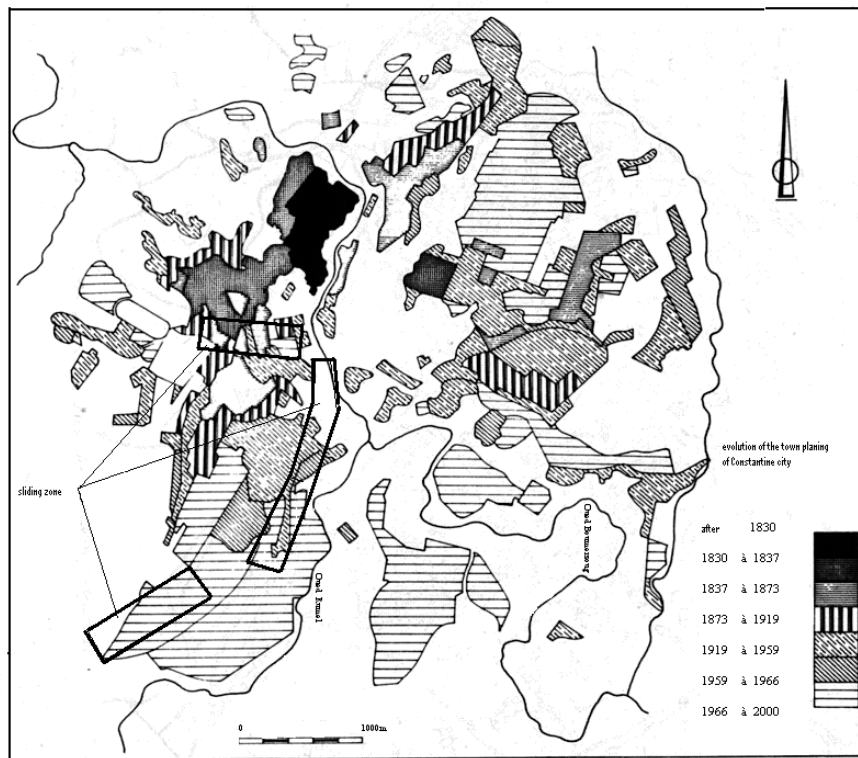 evolution of the town planing
of Constantine city
sliding zone
Oued Boumerzoug
Oued Rumel
after 1830
1830 à 1837
1837 à 1873
1873 à 1919
1919 à 1959
1959 à 1966
1966 à 2000
0 1000m